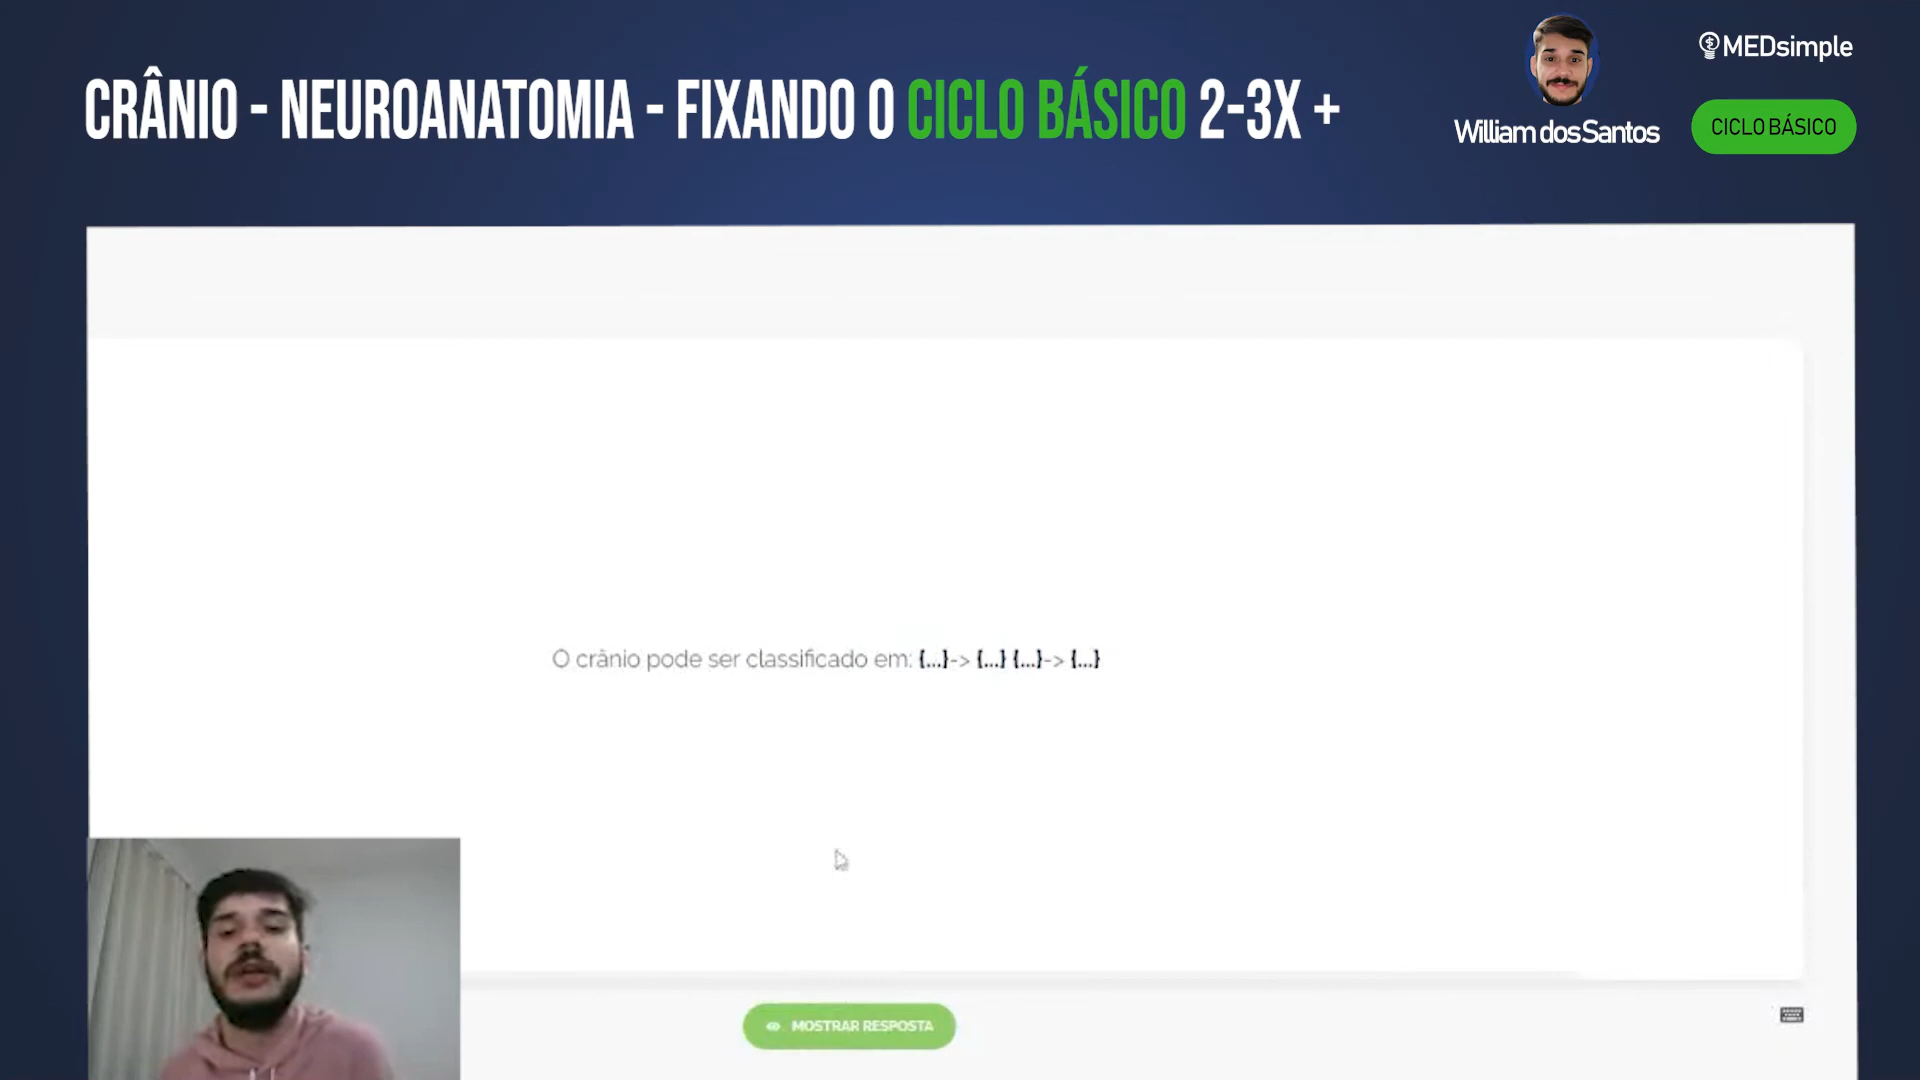 CRÂNIO - NEUROANATOMIA - FIXANDO O CICLO BÁSICO 2-3X +
William dos Santos
MEDsimple
CICLO BÁSICO
O crânio pode ser classificado em: {...}-> {...} {...}-> {...}
MOSTRAR RESPOSTA